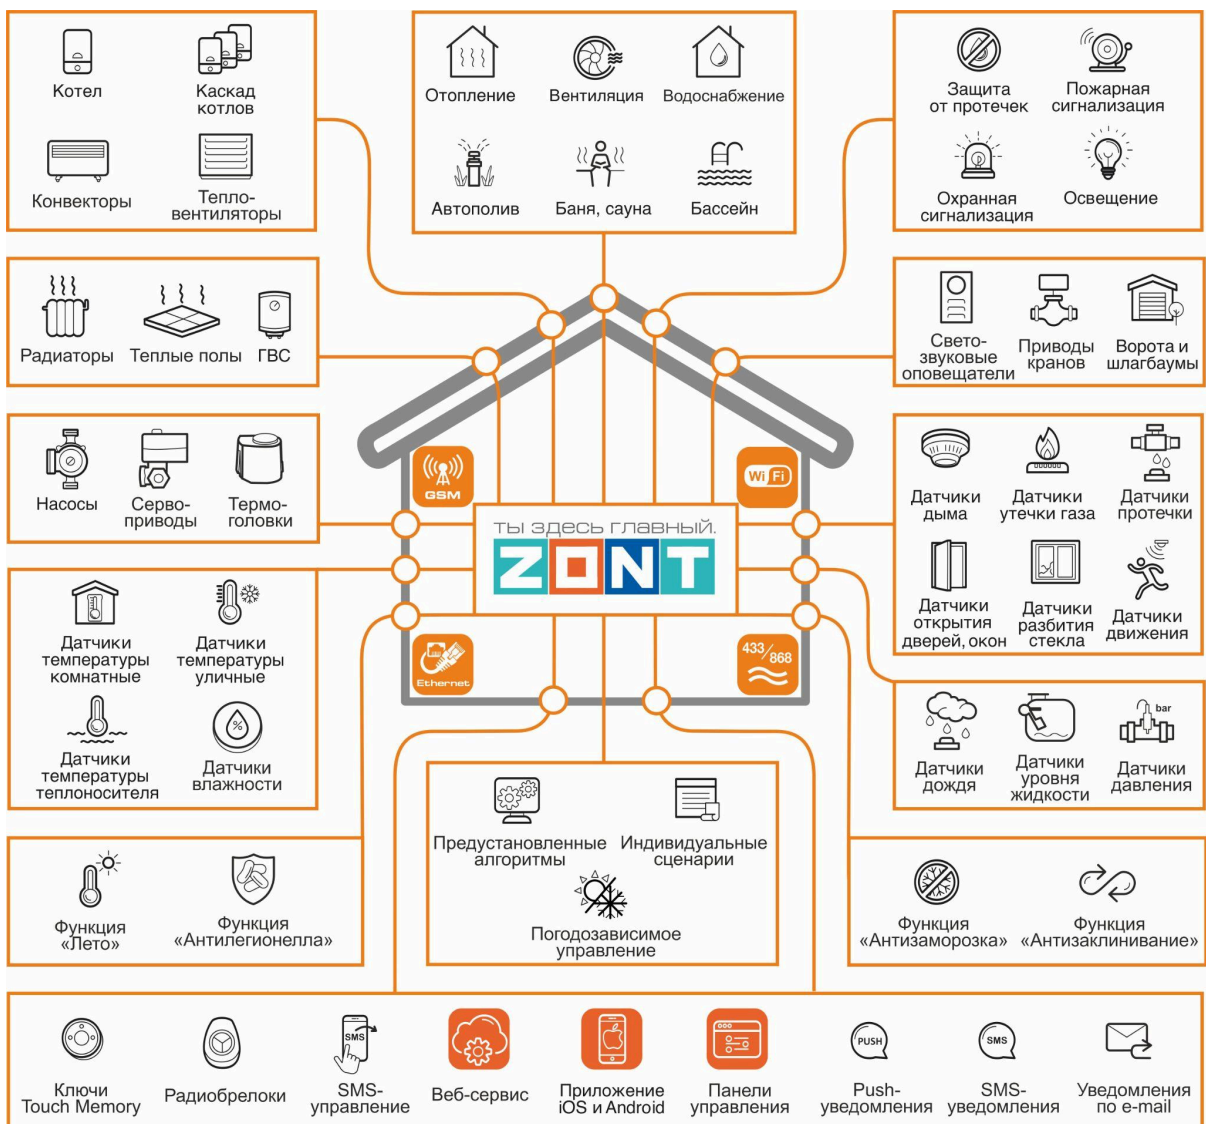 Котел
Каскад
котлов
Конвекторы
Тепло-
вентиляторы
Отопление
Вентиляция
Водоснабжение
Автополив
Баня, сауна
Бассейн
Защита
от протечек
Пожарная
сигнализация
Охранная
сигнализация
Освещение
Радиаторы
Теплые полы
ГВС
Свето-
звуковые
оповещатели
Приводы
кранов
Ворота и
шлагбаумы
Насосы
Серво-
приводы
Термо-
головки
GSM
Wi Fi
ты здесь главный.
ZONT
Ethernet
433/868
Датчики
дыма
Датчики
утечки газа
Датчики
протечки
Датчики
открытия
дверей, окон
Датчики
разбития
стекла
Датчики
движения
Датчики
температуры
комнатные
Датчики
температуры
уличные
Датчики
температуры
теплоносителя
%
Датчики
влажности
Датчики
дождя
Датчики
уровня
жидкости
bar
Датчики
давления
Функция
«Лето»
Функция
«Антилегионелла»
Предустановленные
алгоритмы
Индивидуальные
сценарии
Погодозависимое
управление
Функция
«Антизаморозка»
Функция
«Антизаклинивание»
Ключи
Touch Memory
Радиобрелоки
SMS
SMS-
управление
Веб-сервис
Приложение
iOS и Android
Панели
управления
PUSH
Push-
уведомления
SMS
SMS-
уведомления
Уведомления
по e-mail